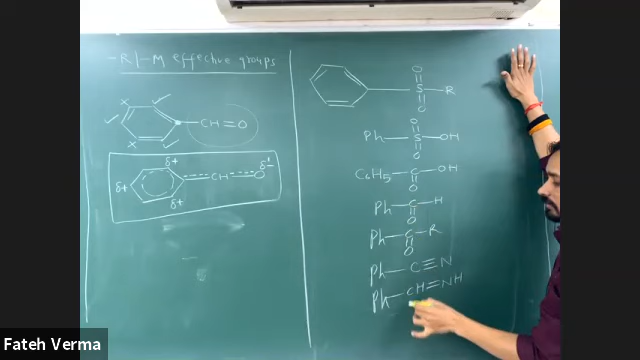 -R/-M effective groups
x ✓
✓ CH=O
x ✓
δ+ δ-
δ+ CH O
δ+
O
S-R
O
O
Ph-S-OH
O
C6H5-C-OH
O
Ph-C-H
O
Ph-C-R
O
Ph-C≡N
Ph-CH=NH
Fateh Verma